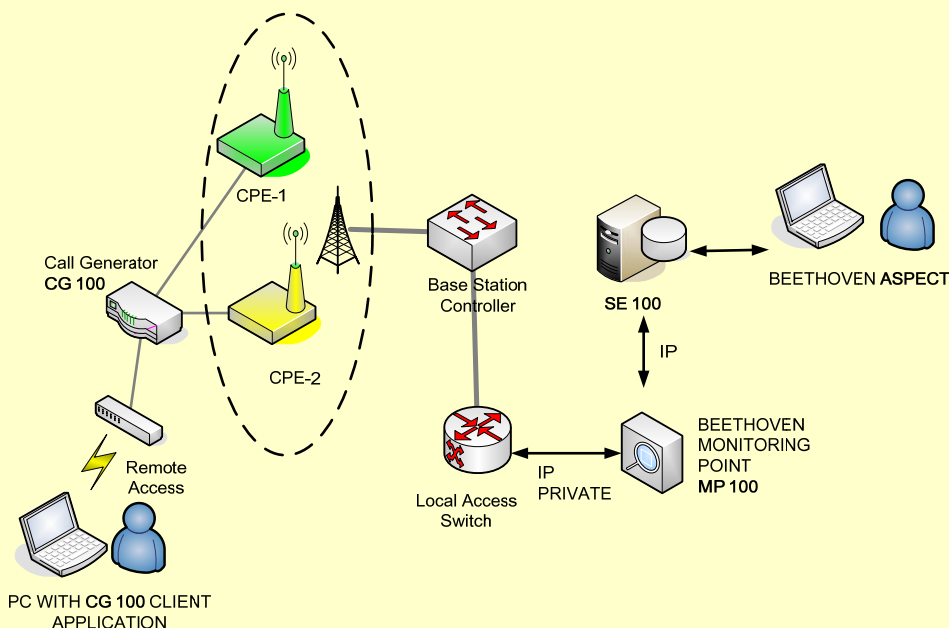 CPE-1
Call Generator
CG 100
CPE-2
Remote
Access
PC WITH CG 100 CLIENT
APPLICATION
Base Station
Controller
Local Access
Switch
IP
PRIVATE
SE 100
IP
BEETHOVEN ASPECT
BEETHOVEN
MONITORING
POINT
MP 100